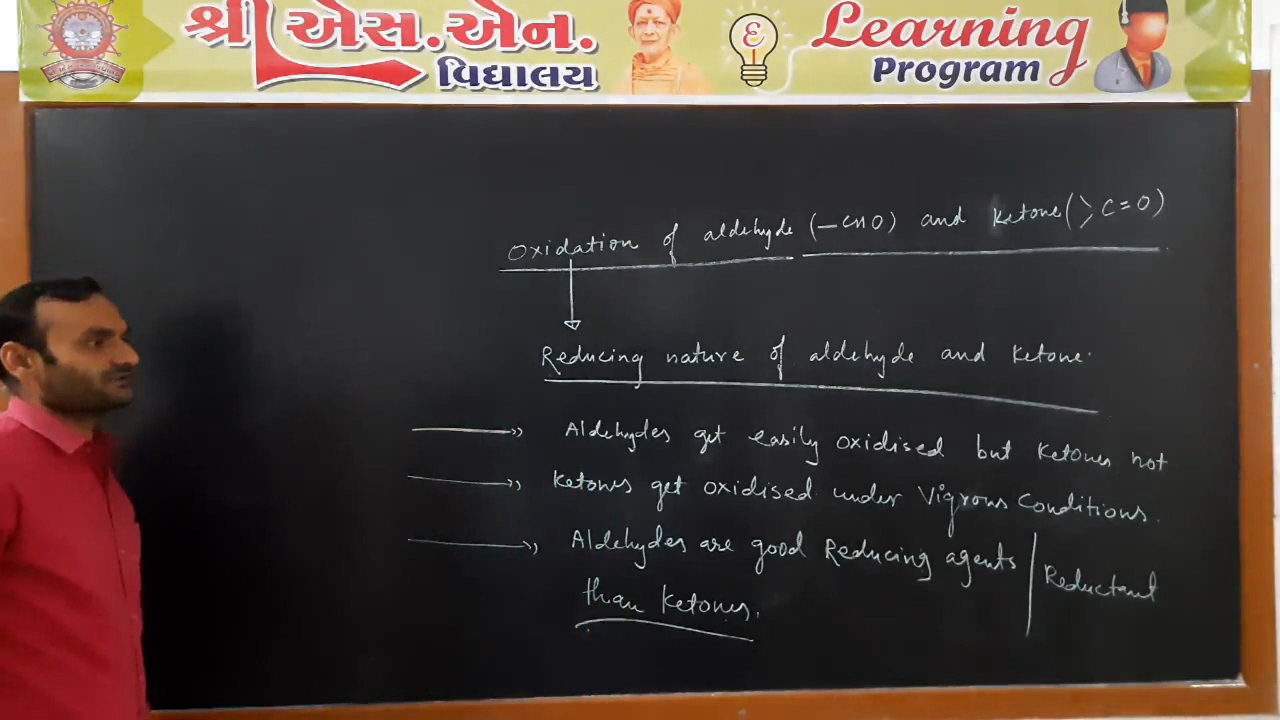 શ્રી એસ.એન.
વિદ્યાલય
Learning
Program
Oxidation of aldehyde (–CHO) and Ketone (>C=O)
Reducing nature of aldehyde and Ketone.
Aldehydes get easily oxidised but Ketones not
Ketones get oxidised under Vigrous Conditions.
Aldehydes are good Reducing agents | Reductant
than Ketones.